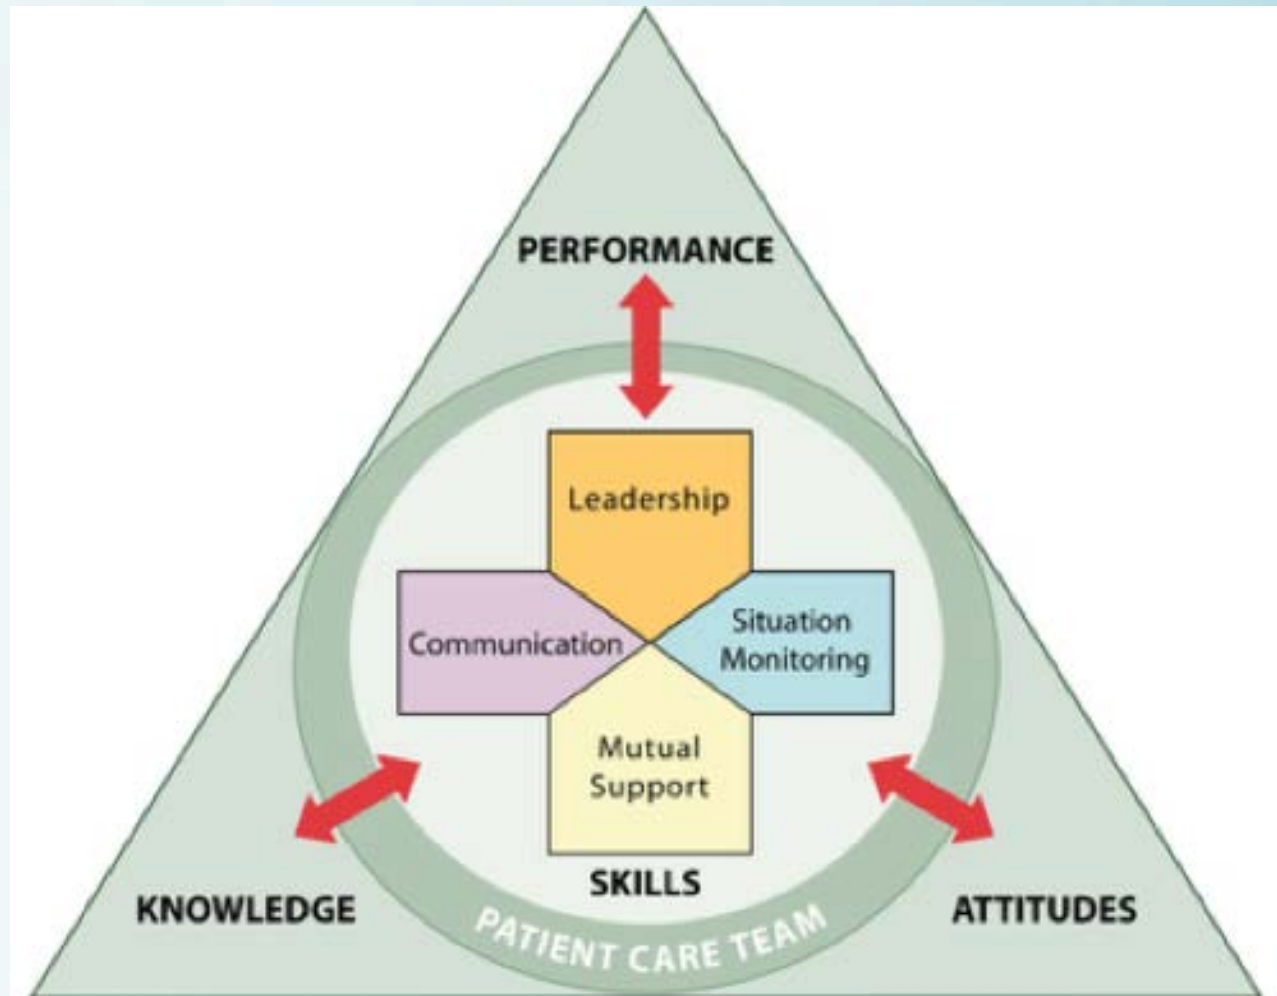 PERFORMANCE
Leadership
Communication
Situation
Monitoring
Mutual
Support
SKILLS
KNOWLEDGE
ATTITUDES
PATIENT CARE TEAM